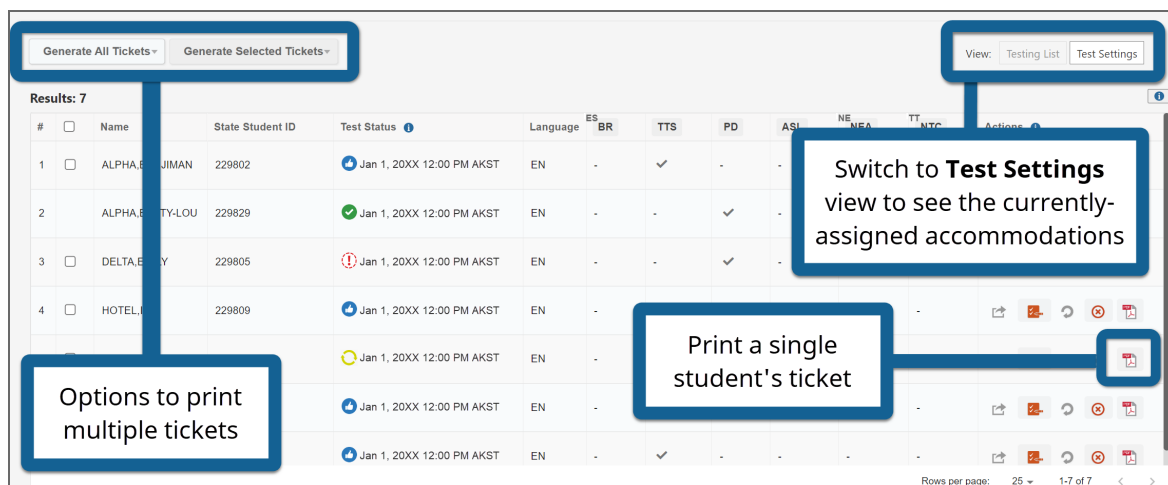 Generate All Tickets Generate Selected Tickets
View: Testing List Test Settings
Results: 7
# Name State Student ID Test Status Language ES BR TTS PD ASL NE NEA TT NTC Actions
1 ALPHA, 229802 Jan 1, 20XX 12:00 PM AKST EN - -
2 229829 Jan 1, 20XX 12:00 PM AKST EN - - -
3 229805 Jan 1, 20XX 12:00 PM AKST EN - - -
4 229809 Jan 1, 20XX 12:00 PM AKST EN - -
Jan 1, 20XX 12:00 PM AKST EN -
Jan 1, 20XX 12:00 PM AKST EN - -
Jan 1, 20XX 12:00 PM AKST EN - - - - -
Switch to Test Settings
view to see the currently-
assigned accommodations
Print a single
student's ticket
Options to print
multiple tickets
Rows per page: 25 1-7 of 7 < >